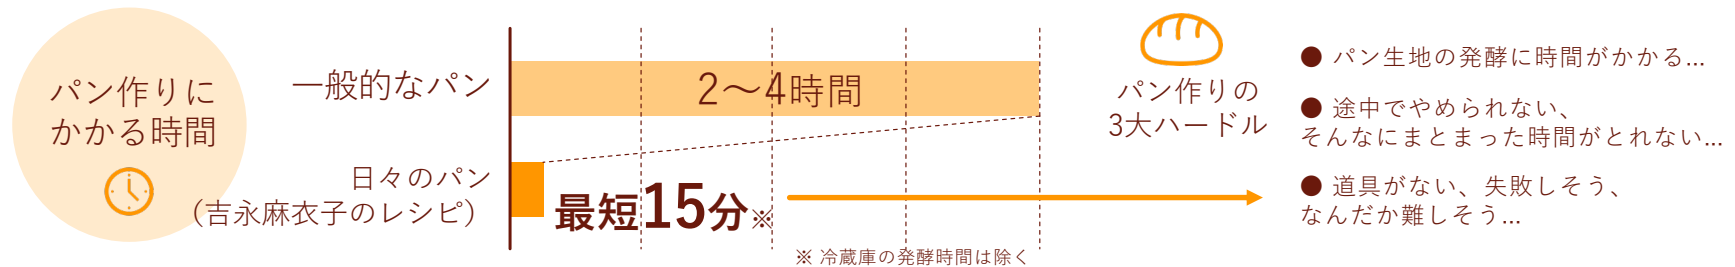 パン作りに
かかる時間
一般的なパン
2〜4時間
日々のパン
（吉永麻衣子のレシピ）
最短15分※
※ 冷蔵庫の発酵時間は除く
パン作りの
3大ハードル
● パン生地の発酵に時間がかかる...
● 途中でやめられない、
そんなにまとまった時間がとれない...
● 道具がない、失敗しそう、
なんだか難しそう...